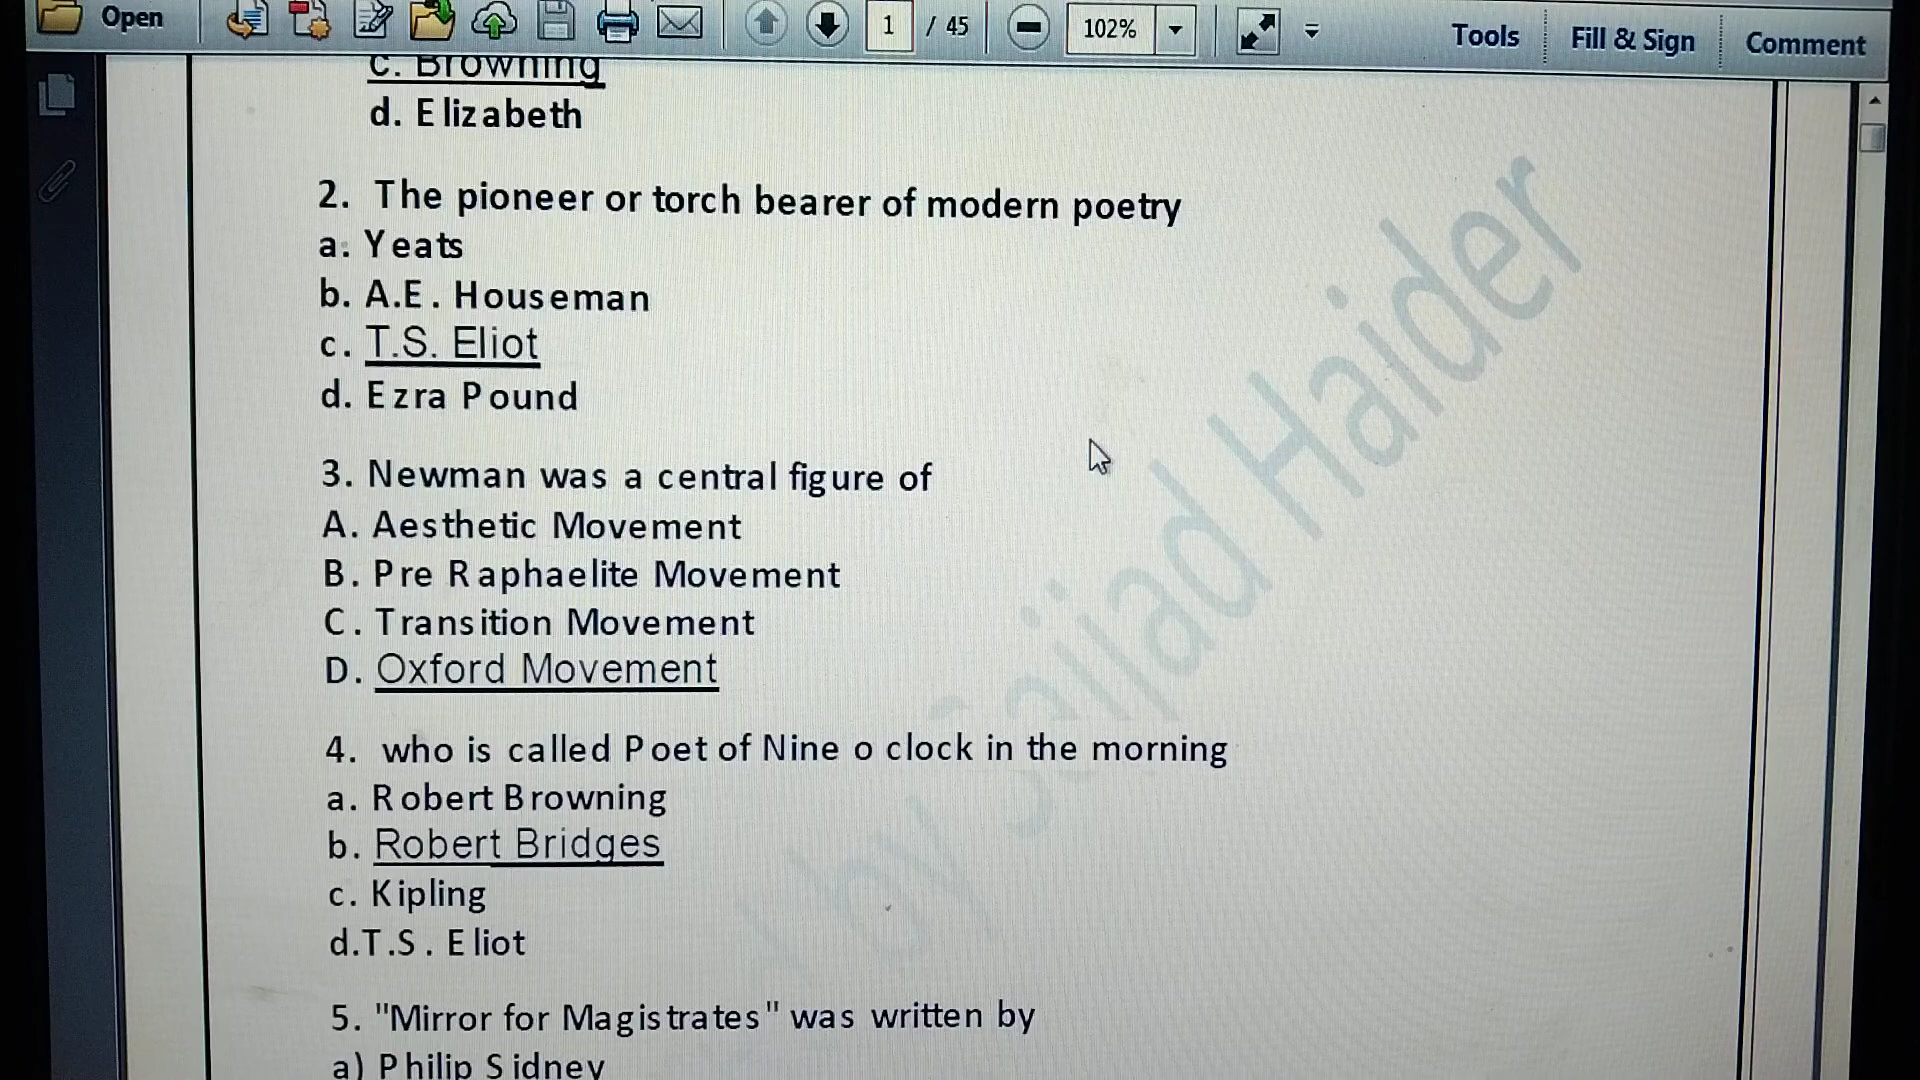 Open
1 / 45
102%
Tools
Fill & Sign
Comment
c. Browning
d. Elizabeth
2. The pioneer or torch bearer of modern poetry
a. Yeats
b. A.E. Houseman
c. T.S. Eliot
d. Ezra Pound
3. Newman was a central figure of
A. Aesthetic Movement
B. Pre Raphaelite Movement
C. Transition Movement
D. Oxford Movement
4. who is called Poet of Nine o clock in the morning
a. Robert Browning
b. Robert Bridges
c. Kipling
d.T.S. Eliot
5. "Mirror for Magistrates" was written by
a) Philip Sidney
by Sajjad Haider